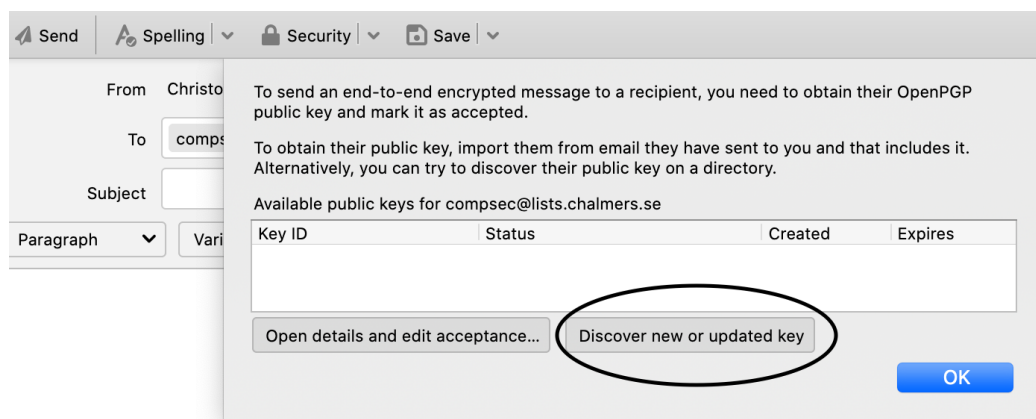 Send Spelling Security Save
From Christo
To comps
Subject
Paragraph Vari
To send an end-to-end encrypted message to a recipient, you need to obtain their OpenPGP
public key and mark it as accepted.
To obtain their public key, import them from email they have sent to you and that includes it.
Alternatively, you can try to discover their public key on a directory.
Available public keys for compsec@lists.chalmers.se
Key ID Status Created Expires
Open details and edit acceptance... Discover new or updated key
OK